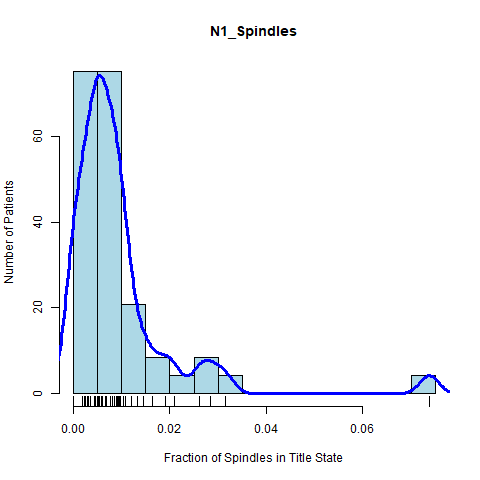 N1_Spindles
Number of Patients
60
40
20
0
0.00 0.02 0.04 0.06
Fraction of Spindles in Title State